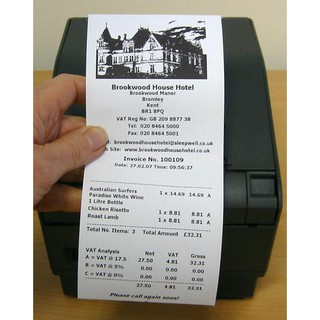 Brookwood House Hotel
Brookwood Manor
Bromley
Kent
BR1 8PQ
VAT Reg No: GB 209 8877 38
Tel: 020 8464 5000
Fax: 020 8464 5001
brookwoodhousehotel@sleepwell.co.uk
Site: www.brookwoodhousehotel.co.uk
Invoice No. 100109
Date: 27.02.07 Time: 09:56:37
Australian Surfers
Paradise White Wine 1 x 14.69 14.69 A
1 Litre Bottle
Chicken Risotto 1 x 8.81 8.81 A
Roast Lamb 1 x 8.81 8.81 A
Total No. Items: 3 Total Amount £32.31
VAT Analysis Net VAT Gross
A = VAT @ 17.5 27.50 4.81 32.31
B = VAT @ 5% 0.00 0.00 0.00
C = VAT @ 0% 0.00 0.00 0.00
27.50 4.81 32.31
Please call again soon!